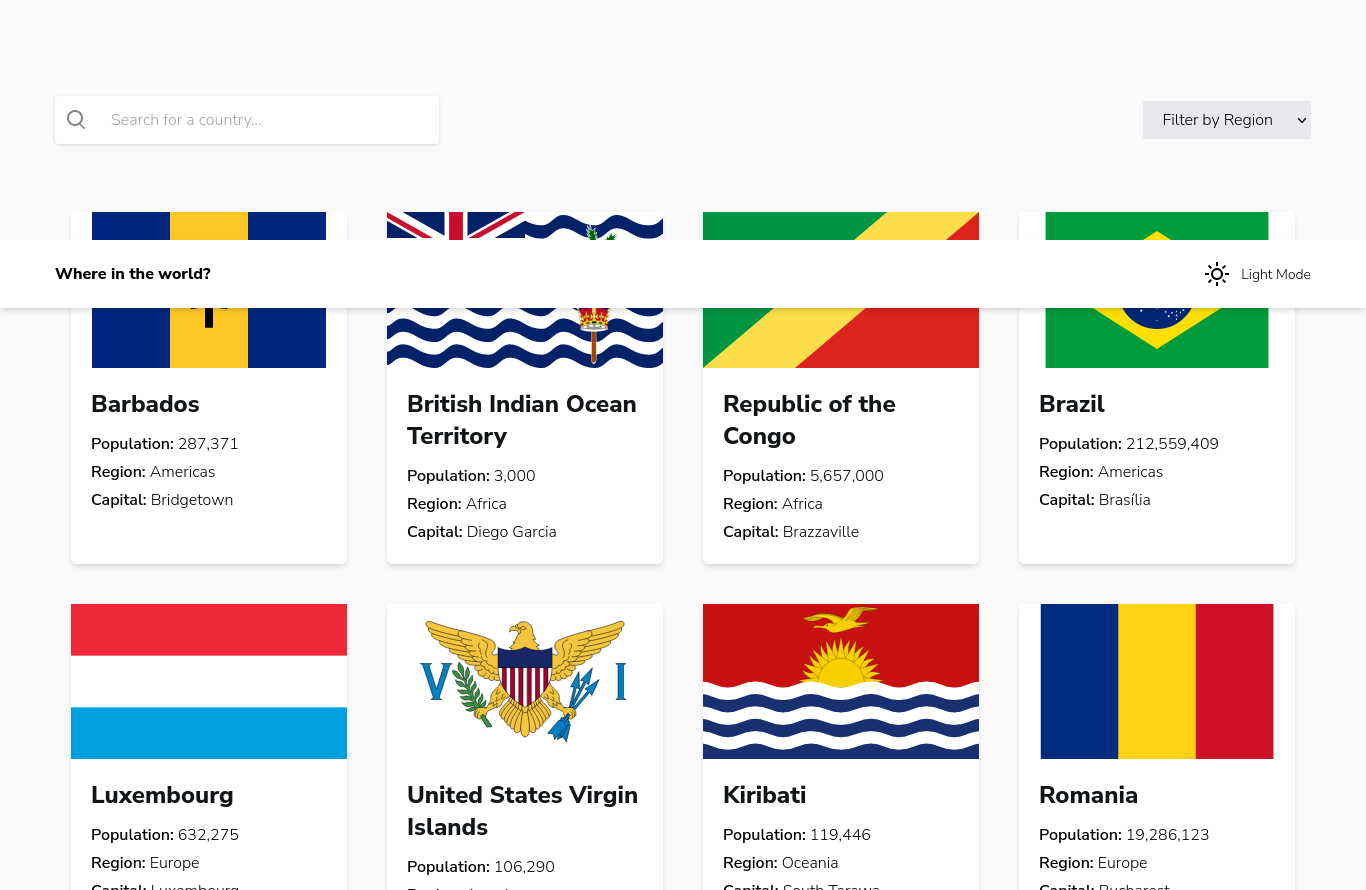 Search for a country...
Filter by Region
Where in the world?
Light Mode
Barbados
Population: 287,371
Region: Americas
Capital: Bridgetown
British Indian Ocean
Territory
Population: 3,000
Region: Africa
Capital: Diego Garcia
Republic of the
Congo
Population: 5,657,000
Region: Africa
Capital: Brazzaville
Brazil
Population: 212,559,409
Region: Americas
Capital: Brasília
V I
Luxembourg
Population: 632,275
Region: Europe
Capital: Luxembourg
United States Virgin
Islands
Population: 106,290
Kiribati
Population: 119,446
Region: Oceania
Capital: South Tarawa
Romania
Population: 19,286,123
Region: Europe
Capital: Bucharest